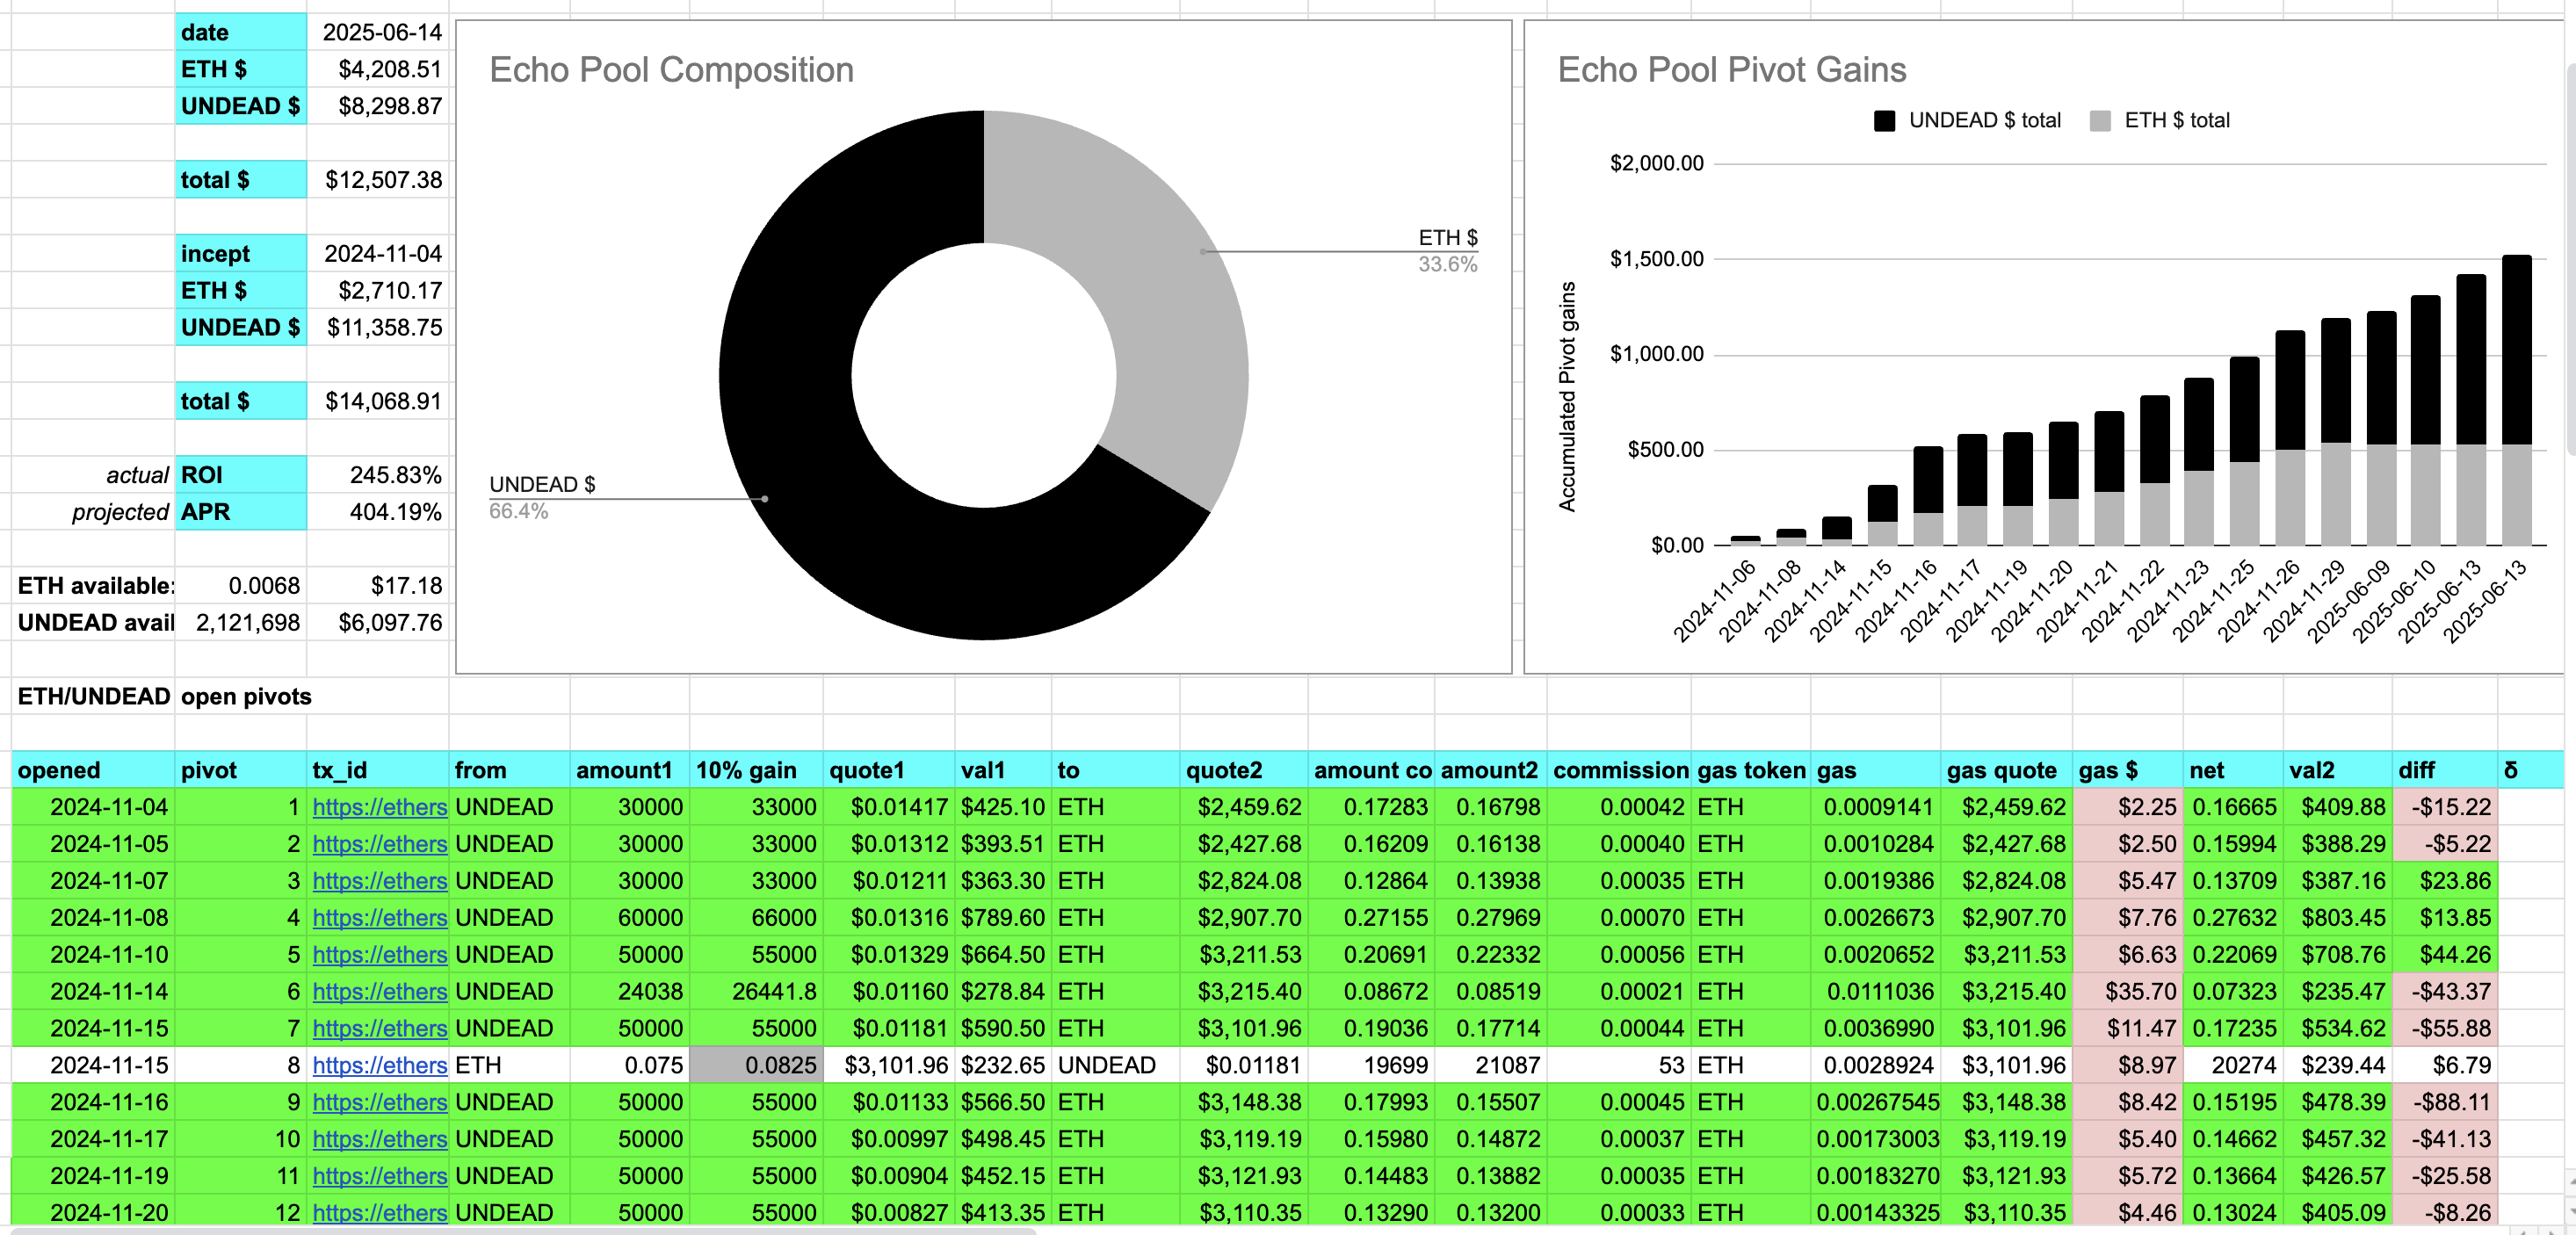 date 2025-06-14
ETH $ $4,208.51
UNDEAD $ $8,298.87
total $ $12,507.38
incept 2024-11-04
ETH $ $2,710.17
UNDEAD $ $11,358.75
total $ $14,068.91
actual ROI 245.83%
projected APR 404.19%
ETH available: 0.0068 $17.18
UNDEAD avail 2,121,698 $6,097.76
Echo Pool Composition
ETH $
33.6%
UNDEAD $
66.4%
Echo Pool Pivot Gains
UNDEAD $ total ETH $ total
Accumulated Pivot gains
$2,000.00
$1,500.00
$1,000.00
$500.00
$0.00
2024-11-06
2024-11-08
2024-11-14
2024-11-15
2024-11-16
2024-11-17
2024-11-19
2024-11-20
2024-11-21
2024-11-22
2024-11-23
2024-11-25
2024-11-26
2024-11-29
2025-06-09
2025-06-10
2025-06-13
2025-06-13
ETH/UNDEAD open pivots
opened pivot tx_id from amount1 10% gain quote1 val1 to quote2 amount co amount2 commission gas token gas gas quote gas $ net val2 diff δ
2024-11-04 1 https://ethers UNDEAD 30000 33000 $0.01417 $425.10 ETH $2,459.62 0.17283 0.16798 0.00042 ETH 0.0009141 $2,459.62 $2.25 0.16665 $409.88 -$15.22
2024-11-05 2 https://ethers UNDEAD 30000 33000 $0.01312 $393.51 ETH $2,427.68 0.16209 0.16138 0.00040 ETH 0.0010284 $2,427.68 $2.50 0.15994 $388.29 -$5.22
2024-11-07 3 https://ethers UNDEAD 30000 33000 $0.01211 $363.30 ETH $2,824.08 0.12864 0.13938 0.00035 ETH 0.0019386 $2,824.08 $5.47 0.13709 $387.16 $23.86
2024-11-08 4 https://ethers UNDEAD 60000 66000 $0.01316 $789.60 ETH $2,907.70 0.27155 0.27969 0.00070 ETH 0.0026673 $2,907.70 $7.76 0.27632 $803.45 $13.85
2024-11-10 5 https://ethers UNDEAD 50000 55000 $0.01329 $664.50 ETH $3,211.53 0.20691 0.22332 0.00056 ETH 0.0020652 $3,211.53 $6.63 0.22069 $708.76 $44.26
2024-11-14 6 https://ethers UNDEAD 24038 26441.8 $0.01160 $278.84 ETH $3,215.40 0.08672 0.08519 0.00021 ETH 0.0111036 $3,215.40 $35.70 0.07323 $235.47 -$43.37
2024-11-15 7 https://ethers UNDEAD 50000 55000 $0.01181 $590.50 ETH $3,101.96 0.19036 0.17714 0.00044 ETH 0.0036990 $3,101.96 $11.47 0.17235 $534.62 -$55.88
2024-11-15 8 https://ethers ETH 0.075 0.0825 $3,101.96 $232.65 UNDEAD $0.01181 19699 21087 53 ETH 0.0028924 $3,101.96 $8.97 20274 $239.44 $6.79
2024-11-16 9 https://ethers UNDEAD 50000 55000 $0.01133 $566.50 ETH $3,148.38 0.17993 0.15507 0.00045 ETH 0.00267545 $3,148.38 $8.42 0.15195 $478.39 -$88.11
2024-11-17 10 https://ethers UNDEAD 50000 55000 $0.00997 $498.45 ETH $3,119.19 0.15980 0.14872 0.00037 ETH 0.00173003 $3,119.19 $5.40 0.14662 $457.32 -$41.13
2024-11-19 11 https://ethers UNDEAD 50000 55000 $0.00904 $452.15 ETH $3,121.93 0.14483 0.13882 0.00035 ETH 0.00183270 $3,121.93 $5.72 0.13664 $426.57 -$25.58
2024-11-20 12 https://ethers UNDEAD 50000 55000 $0.00827 $413.35 ETH $3,110.35 0.13290 0.13200 0.00033 ETH 0.00143325 $3,110.35 $4.46 0.13024 $405.09 -$8.26